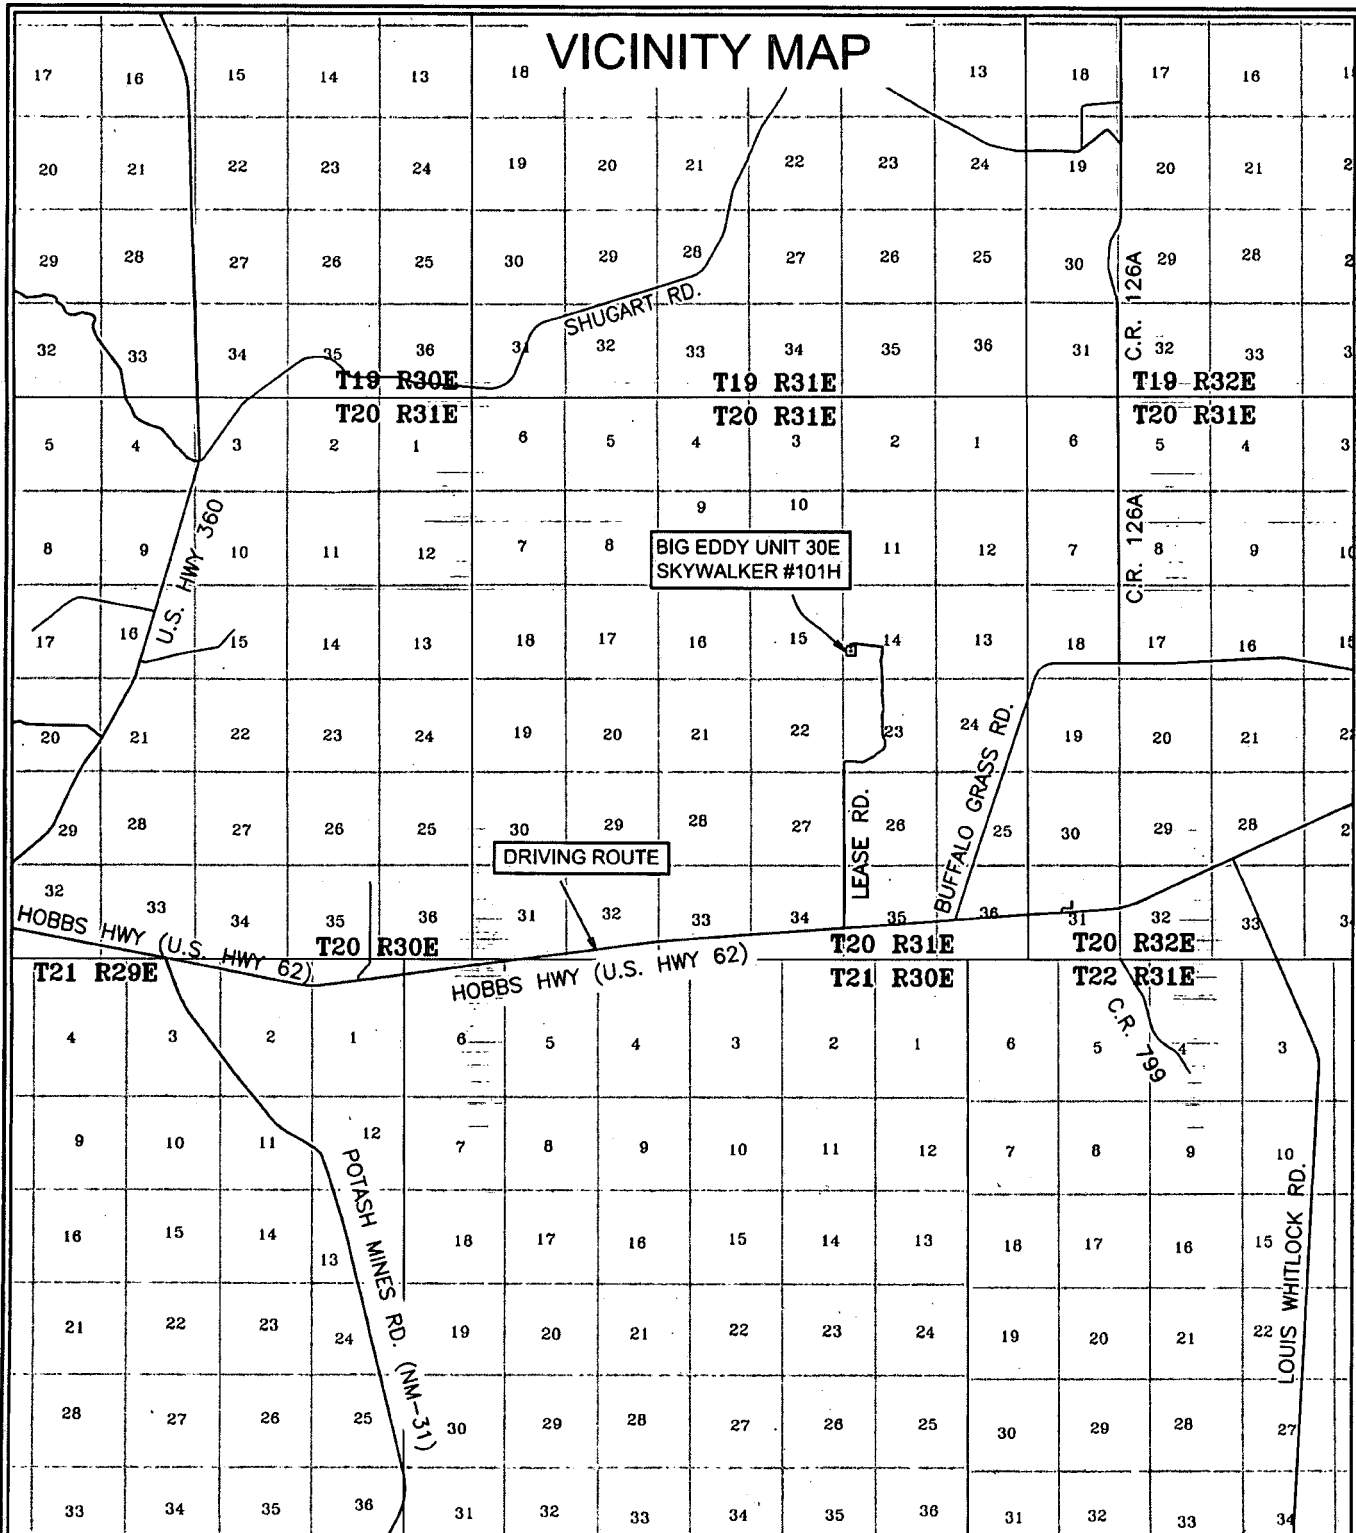 VICINITY MAP
17 16 15 14 13 18 13 18 17 16
20 21 22 23 24 19 20 21 22 23 24 19 20 21
29 28 27 26 25 30 29 28 27 26 25 30 29 28
SHUGART RD.
C.R. 126A
32 33 34 35 36 31 32 33 34 35 36 31 32 33
T19 R30E T19 R31E T19 R32E
T20 R31E T20 R31E T20 R31E
5 4 3 2 1 6 5 4 3 2 1 6 5 4 3
9 10
U.S. HWY 360
C.R. 126A
8 9 10 11 12 7 8 11 12 7 8 9 10
BIG EDDY UNIT 30E
SKYWALKER #101H
17 16 15 14 13 18 17 16 15 14 13 18 17 16 15
20 21 22 23 24 19 20 21 22 23 24 19 20 21
LEASE RD.
BUFFALO GRASS RD.
29 28 27 26 25 30 29 28 27 26 25 30 29 28
DRIVING ROUTE
32 33 34 35 36 31 32 33 34 35 36 31 32 33 34
HOBBS HWY (U.S. HWY 62)
T20 R30E T20 R31E T20 R32E
T21 R29E T21 R30E T22 R31E
HOBBS HWY (U.S. HWY 62)
C.R. 799
4 3 2 1 6 5 4 3 2 1 6 5 4 3
9 10 11 12 7 8 9 10 11 12 7 8 9 10
POTASH MINES RD. (NM-31)
LOUIS WHITLOCK RD.
16 15 14 13 18 17 16 15 14 13 18 17 16 15
21 22 23 24 19 20 21 22 23 24 19 20 21 22
28 27 26 25 30 29 28 27 26 25 30 29 28 27
33 34 35 36 31 32 33 34 35 36 31 32 33 34